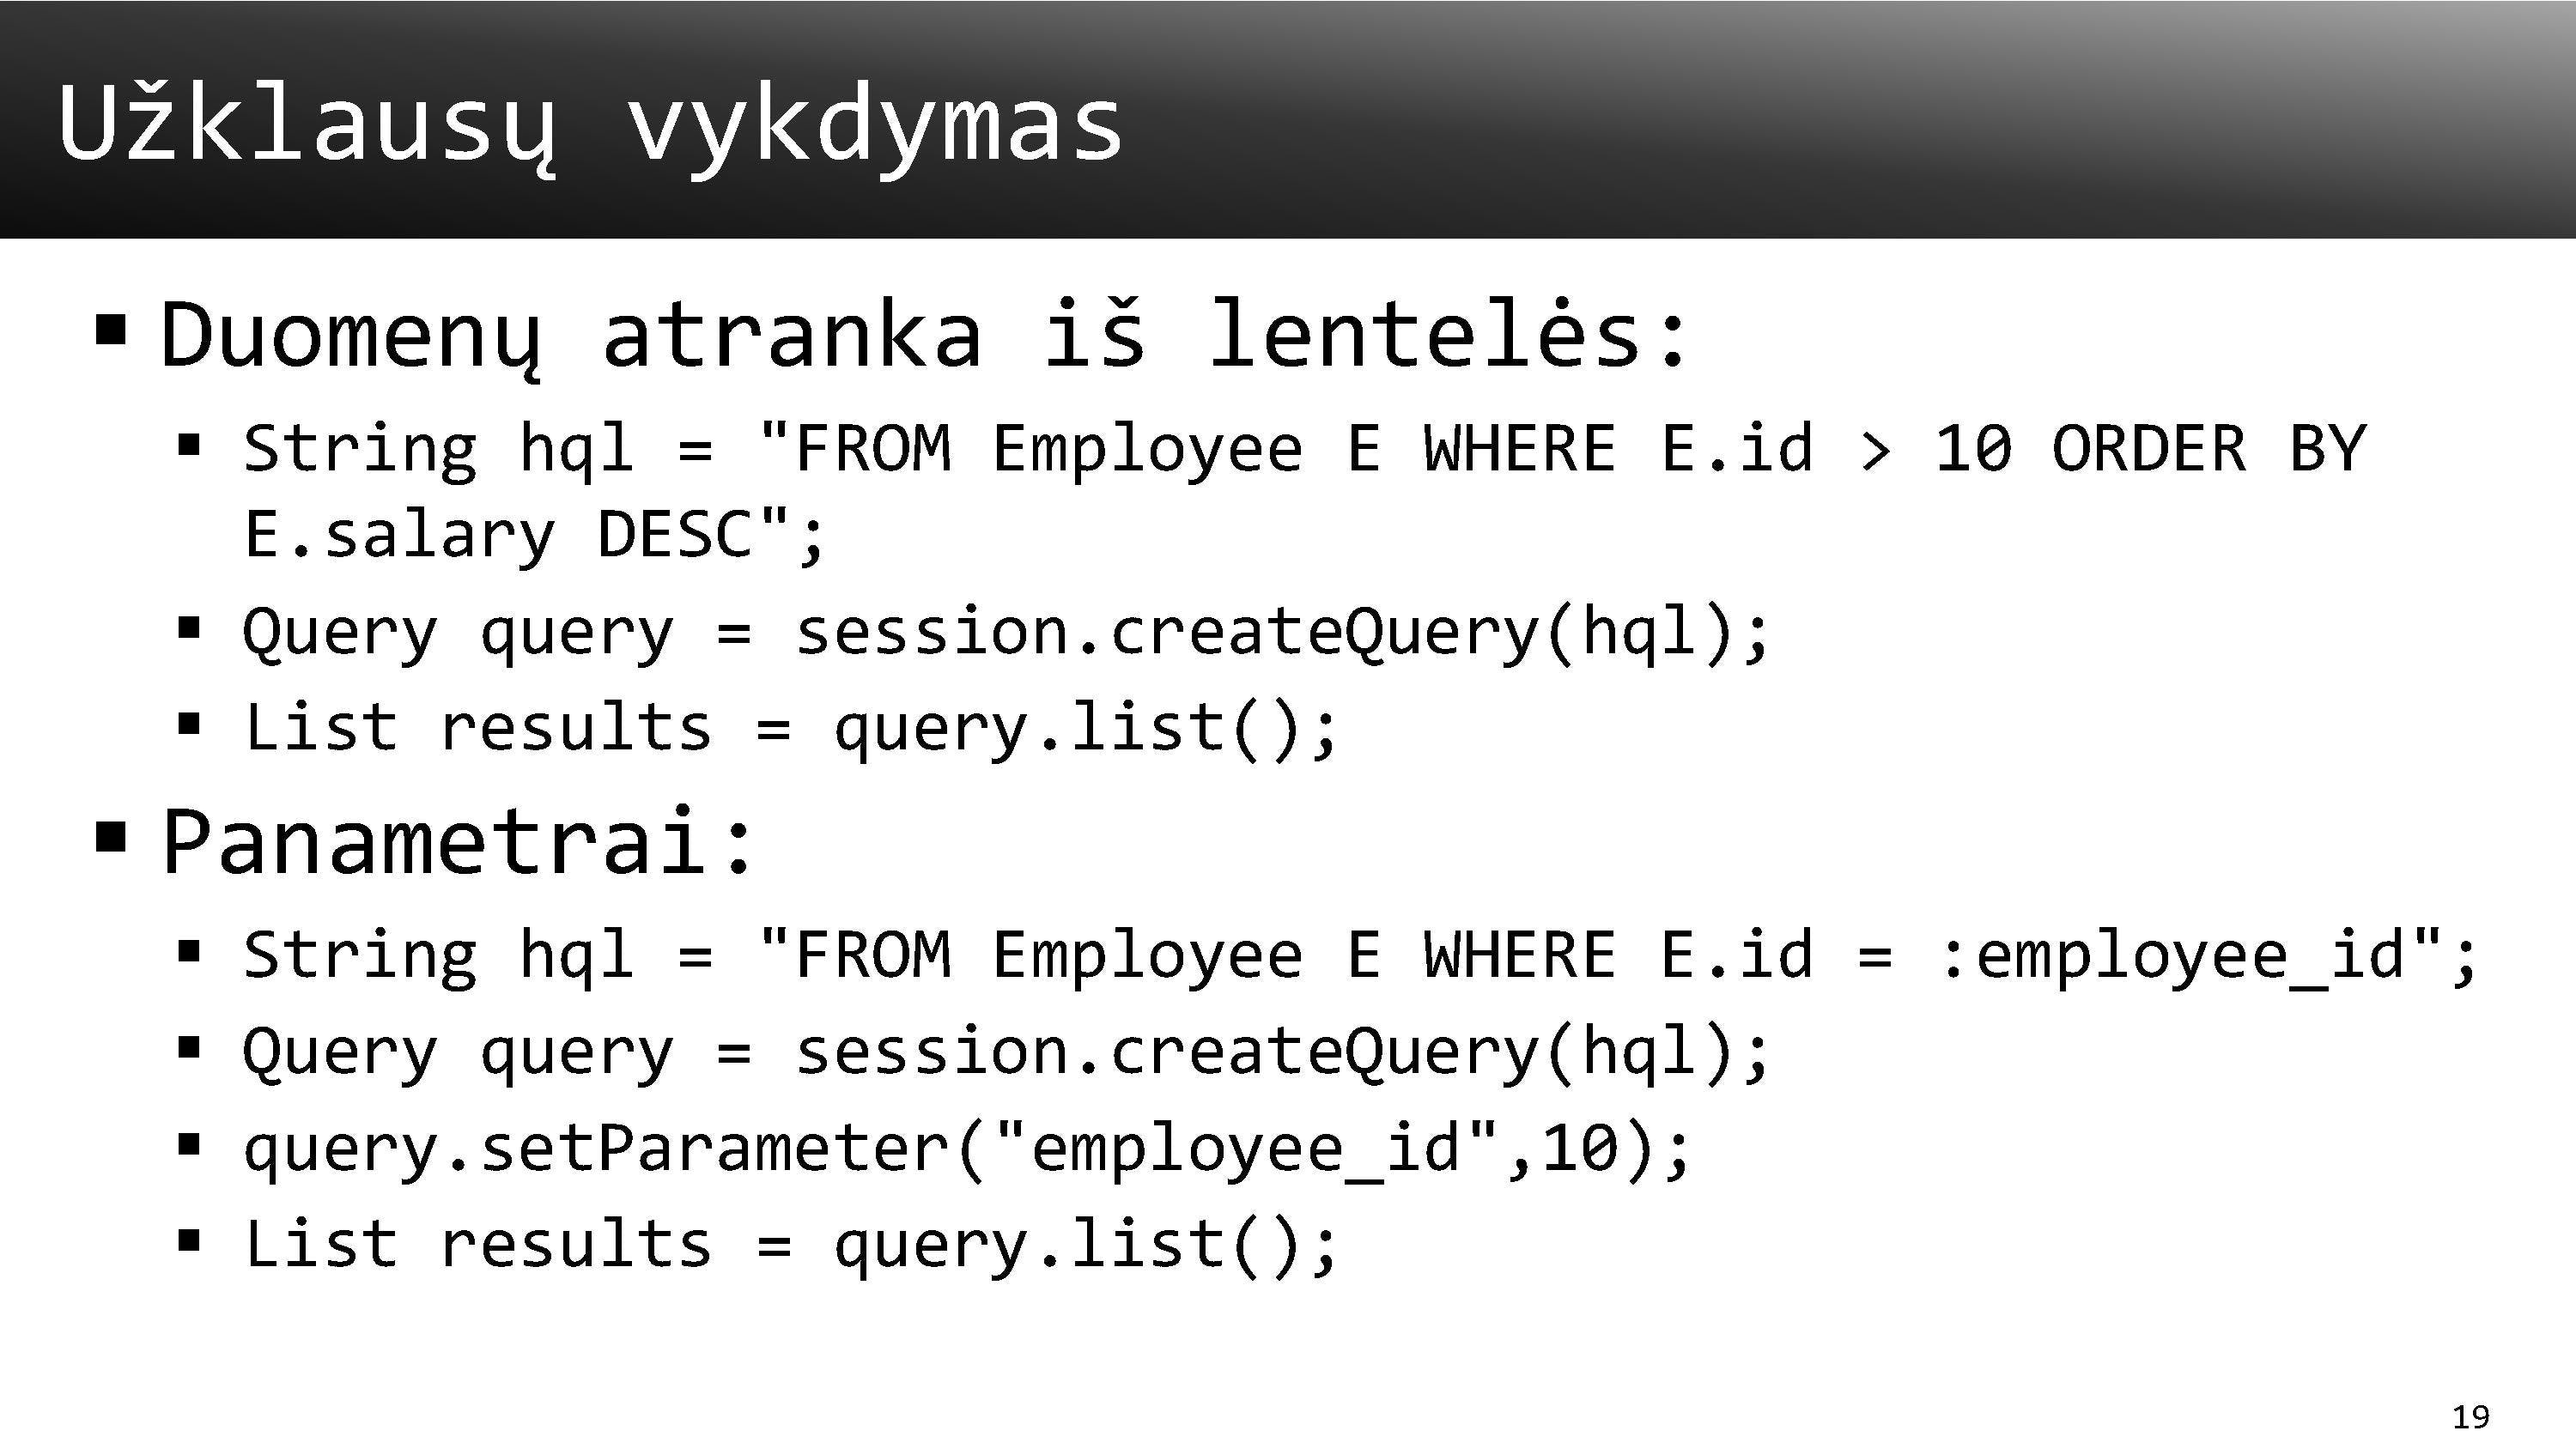 Užklausų vykdymas
▪ Duomenų atranka iš lentelės:
▪ String hql = "FROM Employee E WHERE E.id > 10 ORDER BY
E.salary DESC";
▪ Query query = session.createQuery(hql);
▪ List results = query.list();
▪ Panametrai:
▪ String hql = "FROM Employee E WHERE E.id = :employee_id";
▪ Query query = session.createQuery(hql);
▪ query.setParameter("employee_id",10);
▪ List results = query.list();
19